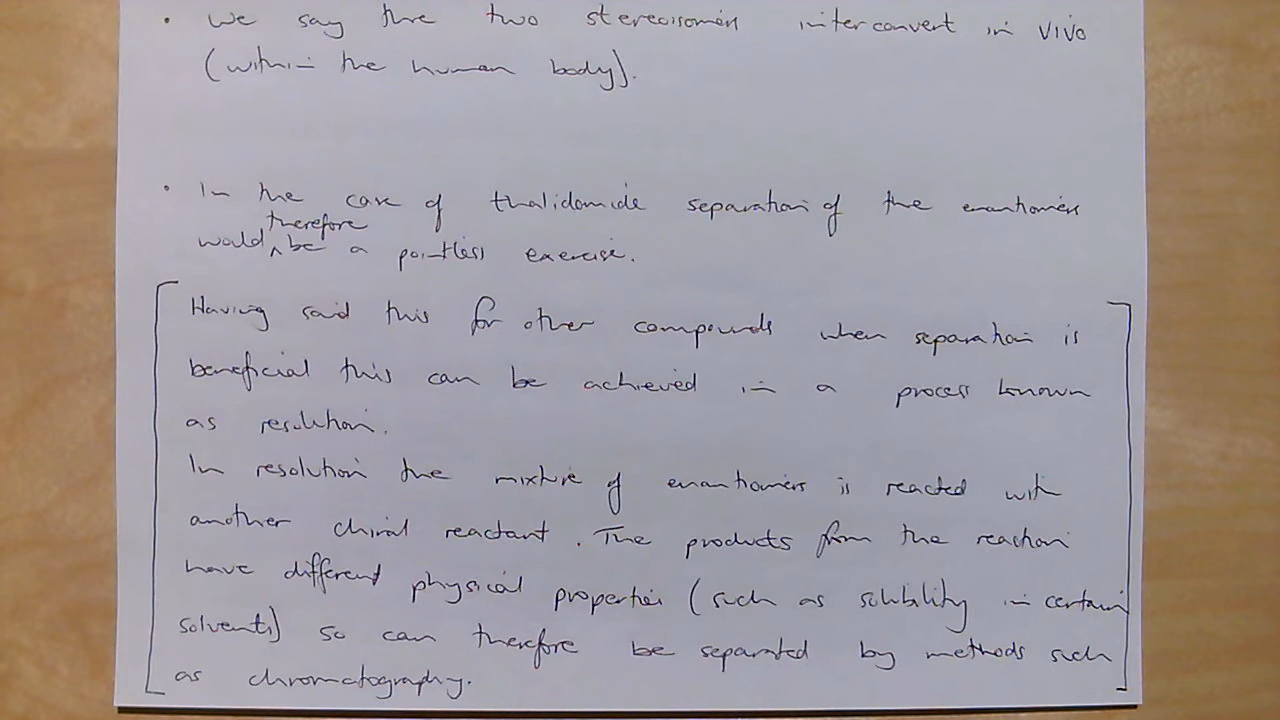 • We say the two stereoisomers interconvert in vivo
(within the human body).
• In the case of thalidomide separation of the enantiomers
therefore
would ^ be a pointless exercise.
Having said this for other compounds when separation is
beneficial this can be achieved in a process known
as resolution.
In resolution the mixture of enantiomers is reacted with
another chiral reactant. The products from the reaction
have different physical properties (such as solubility in certain
solvents) so can therefore be separated by methods such
as chromatography.